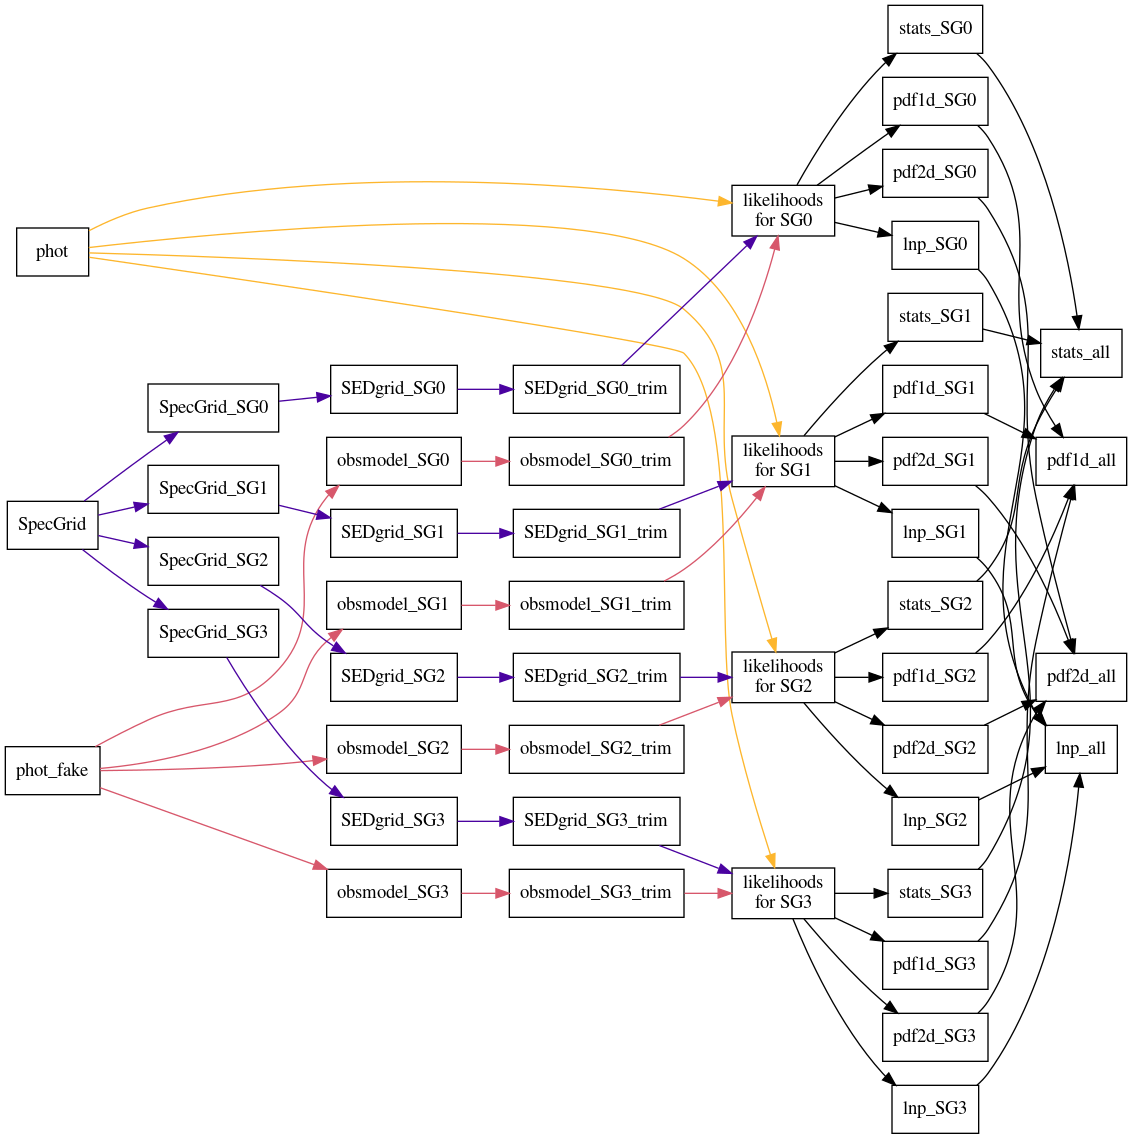 stats_SG0
pdf1d_SG0
pdf2d_SG0
likelihoods
for SG0
lnp_SG0
phot
stats_SG1
stats_all
SEDgrid_SG0
SEDgrid_SG0_trim
pdf1d_SG1
SpecGrid_SG0
obsmodel_SG0
obsmodel_SG0_trim
likelihoods
for SG1
pdf2d_SG1
pdf1d_all
SpecGrid_SG1
SpecGrid
SEDgrid_SG1
SEDgrid_SG1_trim
lnp_SG1
SpecGrid_SG2
obsmodel_SG1
obsmodel_SG1_trim
stats_SG2
SpecGrid_SG3
SEDgrid_SG2
SEDgrid_SG2_trim
likelihoods
for SG2
pdf1d_SG2
pdf2d_all
obsmodel_SG2
obsmodel_SG2_trim
pdf2d_SG2
lnp_all
phot_fake
SEDgrid_SG3
SEDgrid_SG3_trim
lnp_SG2
obsmodel_SG3
obsmodel_SG3_trim
likelihoods
for SG3
stats_SG3
pdf1d_SG3
pdf2d_SG3
lnp_SG3